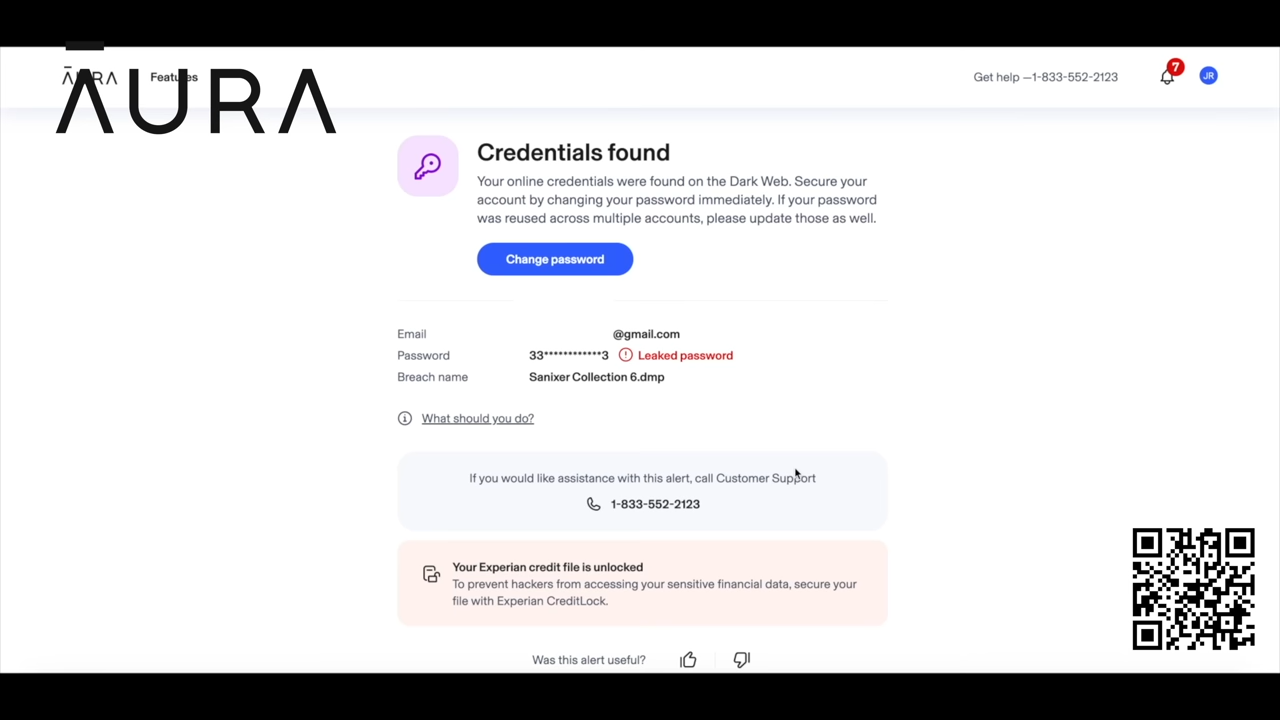 ĀURA
Features
Get help –1-833-552-2123
7
JR
AURA
Credentials found
Your online credentials were found on the Dark Web. Secure your
account by changing your password immediately. If your password
was reused across multiple accounts, please update those as well.
Change password
Email @gmail.com
Password 33************3 Leaked password
Breach name Sanixer Collection 6.dmp
What should you do?
If you would like assistance with this alert, call Customer Support
1-833-552-2123
Your Experian credit file is unlocked
To prevent hackers from accessing your sensitive financial data, secure your
file with Experian CreditLock.
Was this alert useful?